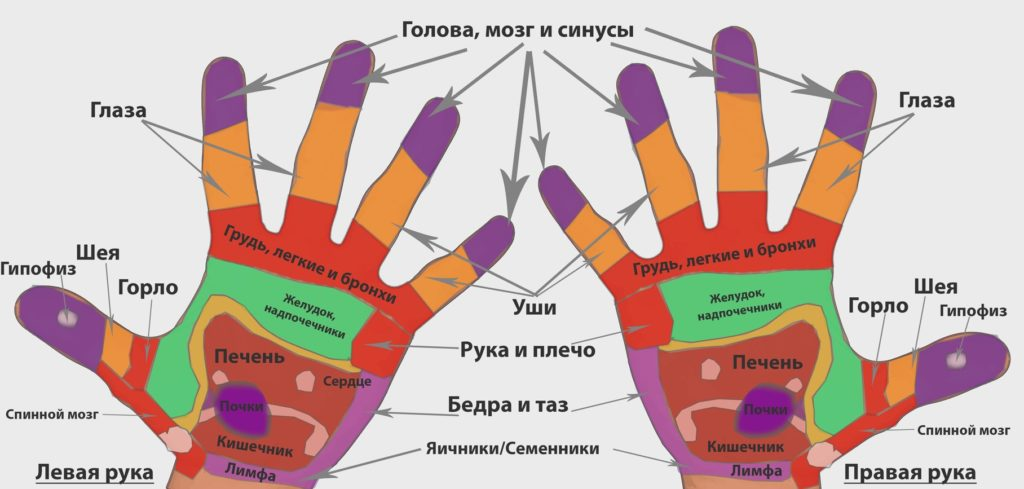 Голова, мозг и синусы
Глаза
Глаза
Шея
Гипофиз
Горло
Грудь, легкие и бронхи
Желудок,
надпочечники
Уши
Грудь, легкие и бронхи
Желудок,
надпочечники
Шея
Горло
Гипофиз
Рука и плечо
Печень
Сердце
Почки
Кишечник
Лимфа
Спинной мозг
Бедра и таз
Яичники/Семенники
Печень
Почки
Кишечник
Лимфа
Спинной мозг
Левая рука
Правая рука